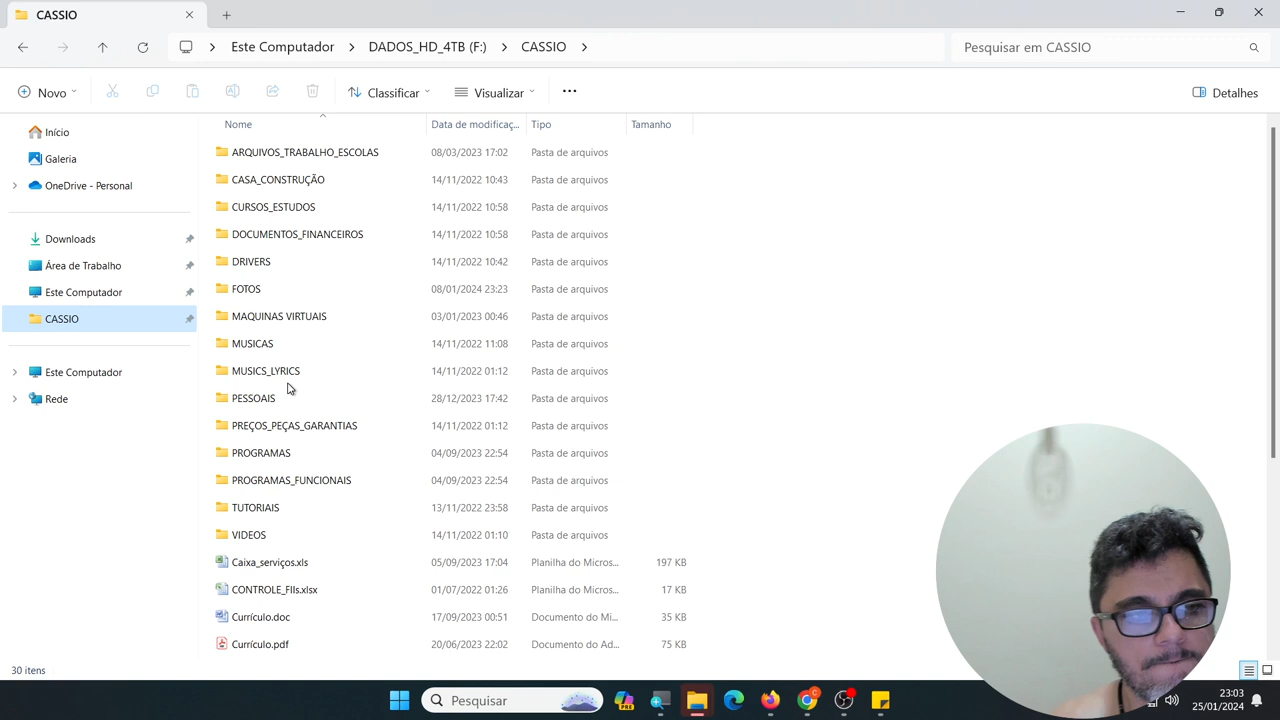 CASSIO
Este Computador
DADOS_HD_4TB (F:)
CASSIO
Pesquisar em CASSIO
Novo
Classificar
Visualizar
Detalhes
Nome
Data de modificaç...
Tipo
Tamanho
Início
Galeria
OneDrive - Personal
Downloads
Área de Trabalho
Este Computador
CASSIO
Este Computador
Rede
ARQUIVOS_TRABALHO_ESCOLAS 08/03/2023 17:02 Pasta de arquivos
CASA_CONSTRUÇÃO 14/11/2022 10:43 Pasta de arquivos
CURSOS_ESTUDOS 14/11/2022 10:58 Pasta de arquivos
DOCUMENTOS_FINANCEIROS 14/11/2022 10:58 Pasta de arquivos
DRIVERS 14/11/2022 10:42 Pasta de arquivos
FOTOS 08/01/2024 23:23 Pasta de arquivos
MAQUINAS VIRTUAIS 03/01/2023 00:46 Pasta de arquivos
MUSICAS 14/11/2022 11:08 Pasta de arquivos
MUSICS_LYRICS 14/11/2022 01:12 Pasta de arquivos
PESSOAIS 28/12/2023 17:42 Pasta de arquivos
PREÇOS_PEÇAS_GARANTIAS 14/11/2022 01:12 Pasta de arquivos
PROGRAMAS 04/09/2023 22:54 Pasta de arquivos
PROGRAMAS_FUNCIONAIS 04/09/2023 22:54 Pasta de arquivos
TUTORIAIS 13/11/2022 23:58 Pasta de arquivos
VIDEOS 14/11/2022 01:10 Pasta de arquivos
Caixa_serviços.xls 05/09/2023 17:04 Planilha do Micros... 197 KB
CONTROLE_FIIs.xlsx 01/07/2022 01:26 Planilha do Micros... 17 KB
Currículo.doc 17/09/2023 00:51 Documento do Mi... 35 KB
Currículo.pdf 20/06/2023 22:02 Documento do Ad... 75 KB
30 itens
Pesquisar
PRE
23:03
25/01/2024